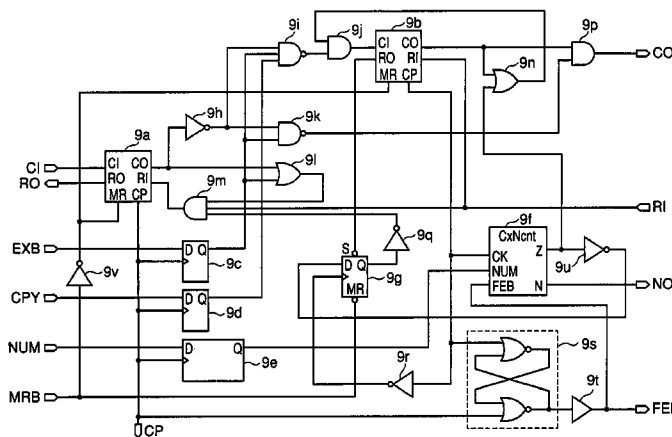 9i
9j
9b
9p
CI CO
RO RI
MR CP
CO
9n
9h
9k
9a
CI CO
RO RI
MR CP
CI
RO
9l
9m
RI
9f
CxNcnt
CK Z
NUM
FEB N
9q
9u
EXB
D Q
9c
S
D Q
MR
9g
9v
NO
CPY
D Q
9d
NUM
D Q
9e
9r
9s
9t
MRB
CP